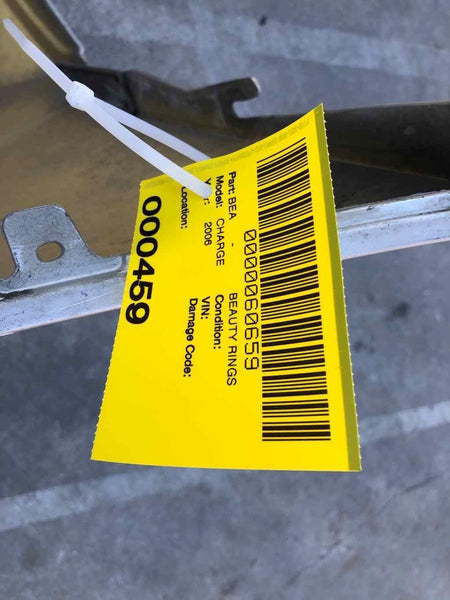 0000060659
Part: BEA - BEAUTY RINGS
Model: CHARGE Condition:
2006 VIN:
Location: Damage Code:
000459